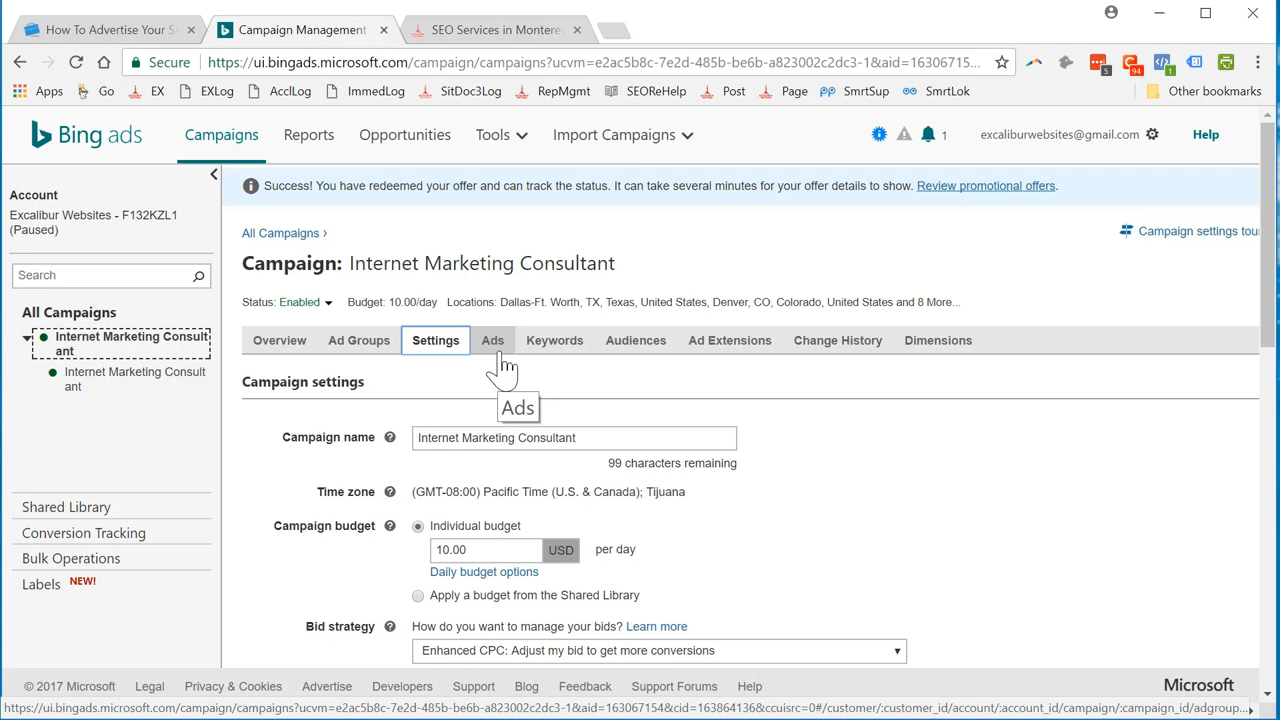 How To Advertise Your S
Campaign Management
SEO Services in Monterey
Secure
https://ui.bingads.microsoft.com/campaign/campaigns?ucvm=e2ac5b8c-7e2d-485b-be6b-a823002c2dc3-1&aid=1630671​5...
5
94
1
Apps
Go
EX
EXLog
AcclLog
ImmedLog
SitDoc3Log
RepMgmt
SEOReHelp
Post
Page
SmrtSup
SmrtLok
Other bookmarks
Bing ads
Campaigns
Reports
Opportunities
Tools
Import Campaigns
1
excaliburwebsites@gmail.com
Help
Account
Excalibur Websites - F132KZL1
(Paused)
Search
All Campaigns
Internet Marketing Consult
ant
Internet Marketing Consult
ant
Shared Library
Conversion Tracking
Bulk Operations
Labels NEW!
Success! You have redeemed your offer and can track the status. It can take several minutes for your offer details to show. Review promotional offers.
All Campaigns ›
Campaign settings tou
Campaign: Internet Marketing Consultant
Status: Enabled Budget: 10.00/day Locations: Dallas-Ft. Worth, TX, Texas, United States, Denver, CO, Colorado, United States and 8 More...
Overview
Ad Groups
Settings
Ads
Keywords
Audiences
Ad Extensions
Change History
Dimensions
Ads
Campaign settings
Campaign name
Internet Marketing Consultant
99 characters remaining
Time zone
(GMT-08:00) Pacific Time (U.S. & Canada); Tijuana
Campaign budget
Individual budget
10.00 USD per day
Daily budget options
Apply a budget from the Shared Library
Bid strategy
How do you want to manage your bids? Learn more
Enhanced CPC: Adjust my bid to get more conversions
© 2017 Microsoft
Legal
Privacy & Cookies
Advertise
Developers
Support
Blog
Feedback
Support Forums
Help
Microsoft
https://ui.bingads.microsoft.com/campaign/campaigns?ucvm=e2ac5b8c-7e2d-485b-be6b-a823002c2dc3-1&aid=163067154&cid=163864136&ccuisrc=0#/customer/:customer_id/account/:account_id/campaign/:campaign_id/adgroup...